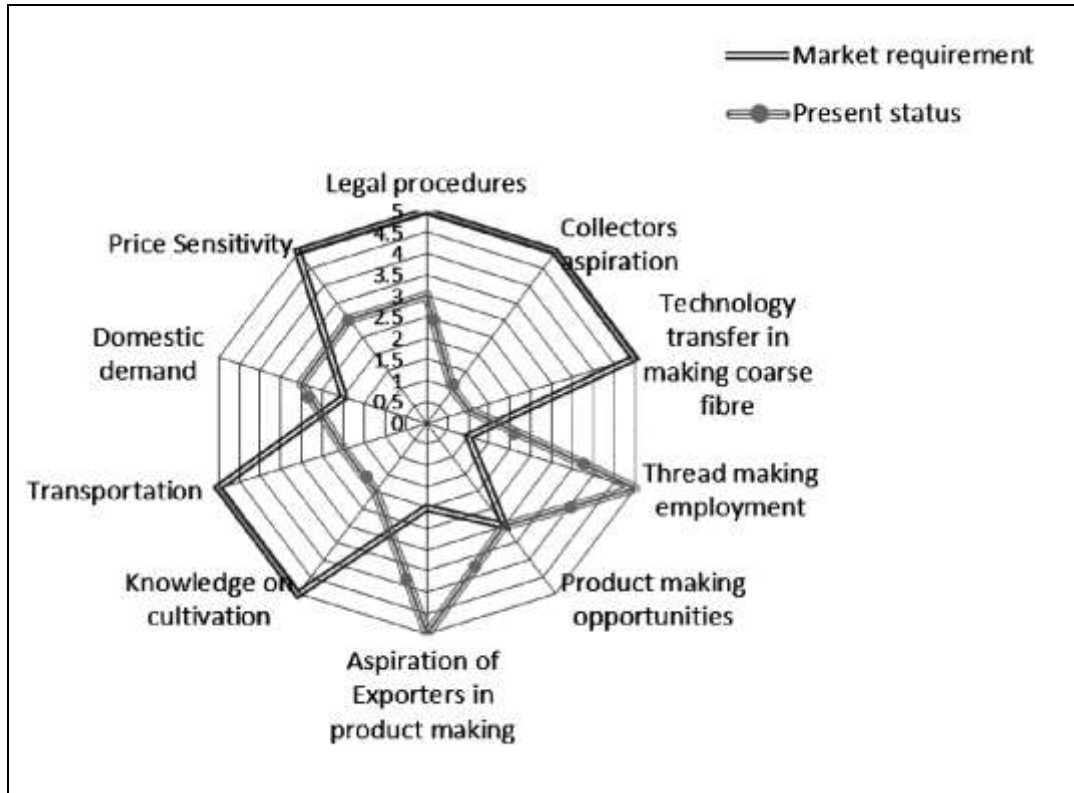 Market requirement
Present status
Legal procedures
5
4.5
4
3.5
3
2.5
2
1.5
1
0.5
0
Collectors
aspiration
Technology
transfer in
making coarse
fibre
Thread making
employment
Product making
opportunities
Aspiration of
Exporters in
product making
Knowledge on
cultivation
Transportation
Domestic
demand
Price Sensitivity